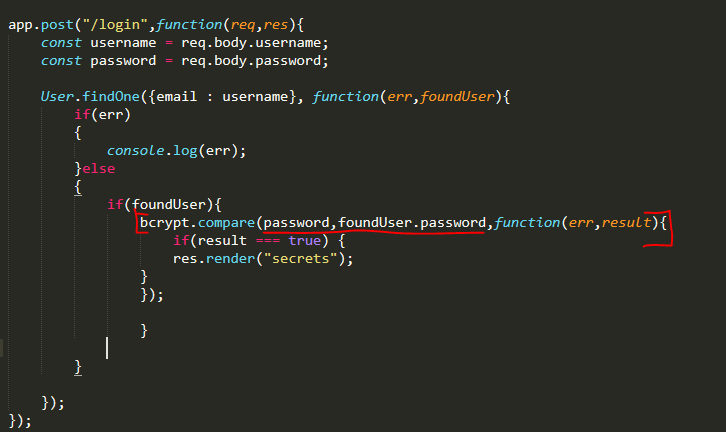 app.post("/login",function(req,res){
    const username = req.body.username;
    const password = req.body.password;

    User.findOne({email : username}, function(err,foundUser){
        if(err)
        {
            console.log(err);
        }else
        {
            if(foundUser){
                bcrypt.compare(password,foundUser.password,function(err,result){
                    if(result === true) {
                    res.render("secrets");
                }
                });

                }

        }

    });
});